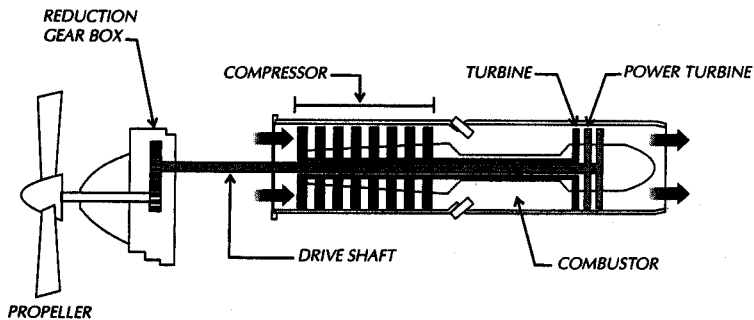 REDUCTION
GEAR BOX
COMPRESSOR
TURBINE
POWER TURBINE
DRIVE SHAFT
COMBUSTOR
PROPELLER